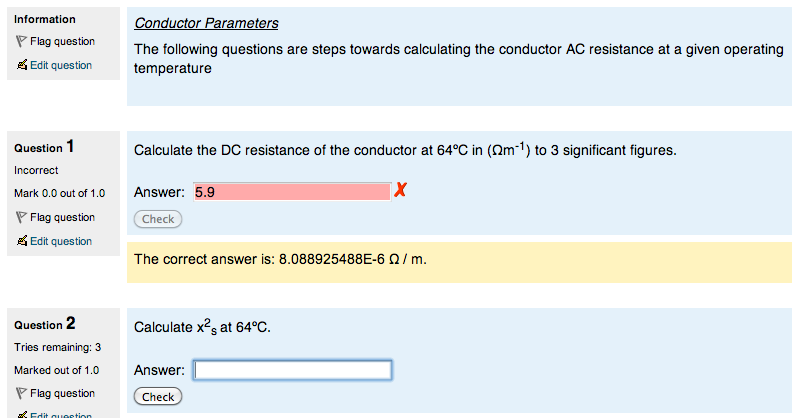 Information
Flag question
Edit question
Conductor Parameters
The following questions are steps towards calculating the conductor AC resistance at a given operating
temperature
Question 1
Incorrect
Mark 0.0 out of 1.0
Flag question
Edit question
Calculate the DC resistance of the conductor at 64ºC in (Ωm⁻¹) to 3 significant figures.
Answer: 5.9
Check
The correct answer is: 8.088925488E-6 Ω / m.
Question 2
Tries remaining: 3
Marked out of 1.0
Flag question
Edit question
Calculate x²ₛ at 64ºC.
Answer:
Check